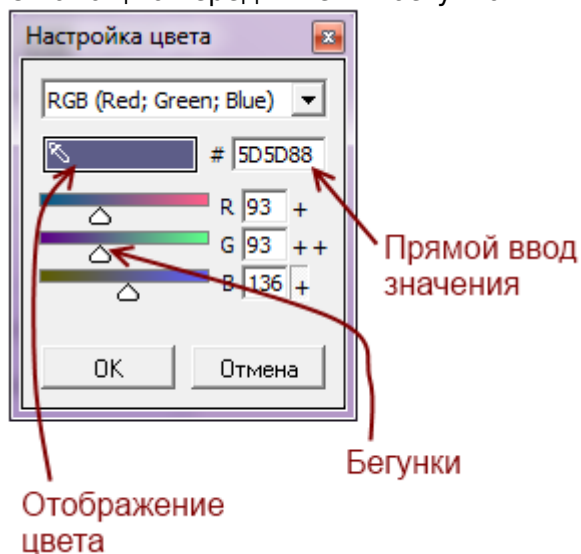 Настройка цвета
RGB (Red; Green; Blue)
# 5D5D88
R 93 +
G 93 ++
B 136 +
Прямой ввод
значения
OK Отмена
Бегунки
Отображение
цвета